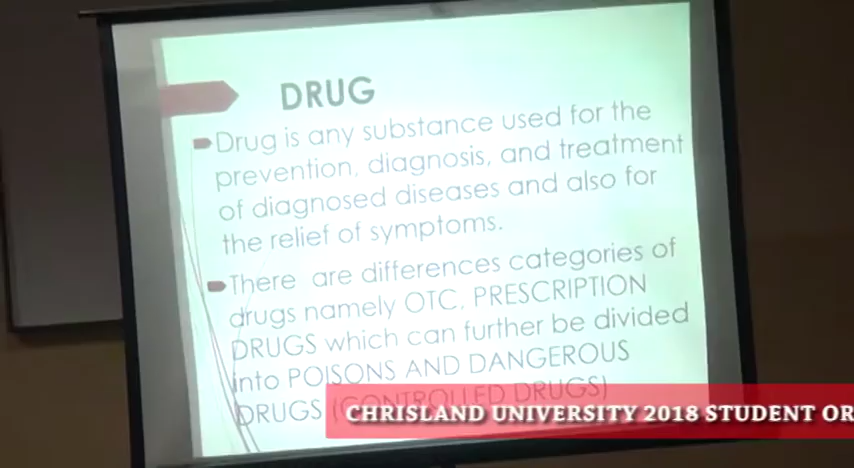 DRUG
Drug is any substance used for the
prevention, diagnosis, and treatment
of diagnosed diseases and also for
the relief of symptoms.
There are differences categories of
drugs namely OTC, PRESCRIPTION
DRUGS which can further be divided
into POISONS AND DANGEROUS
DRUGS (CONTROLLED DRUGS)
CHRISLAND UNIVERSITY 2018 STUDENT OR